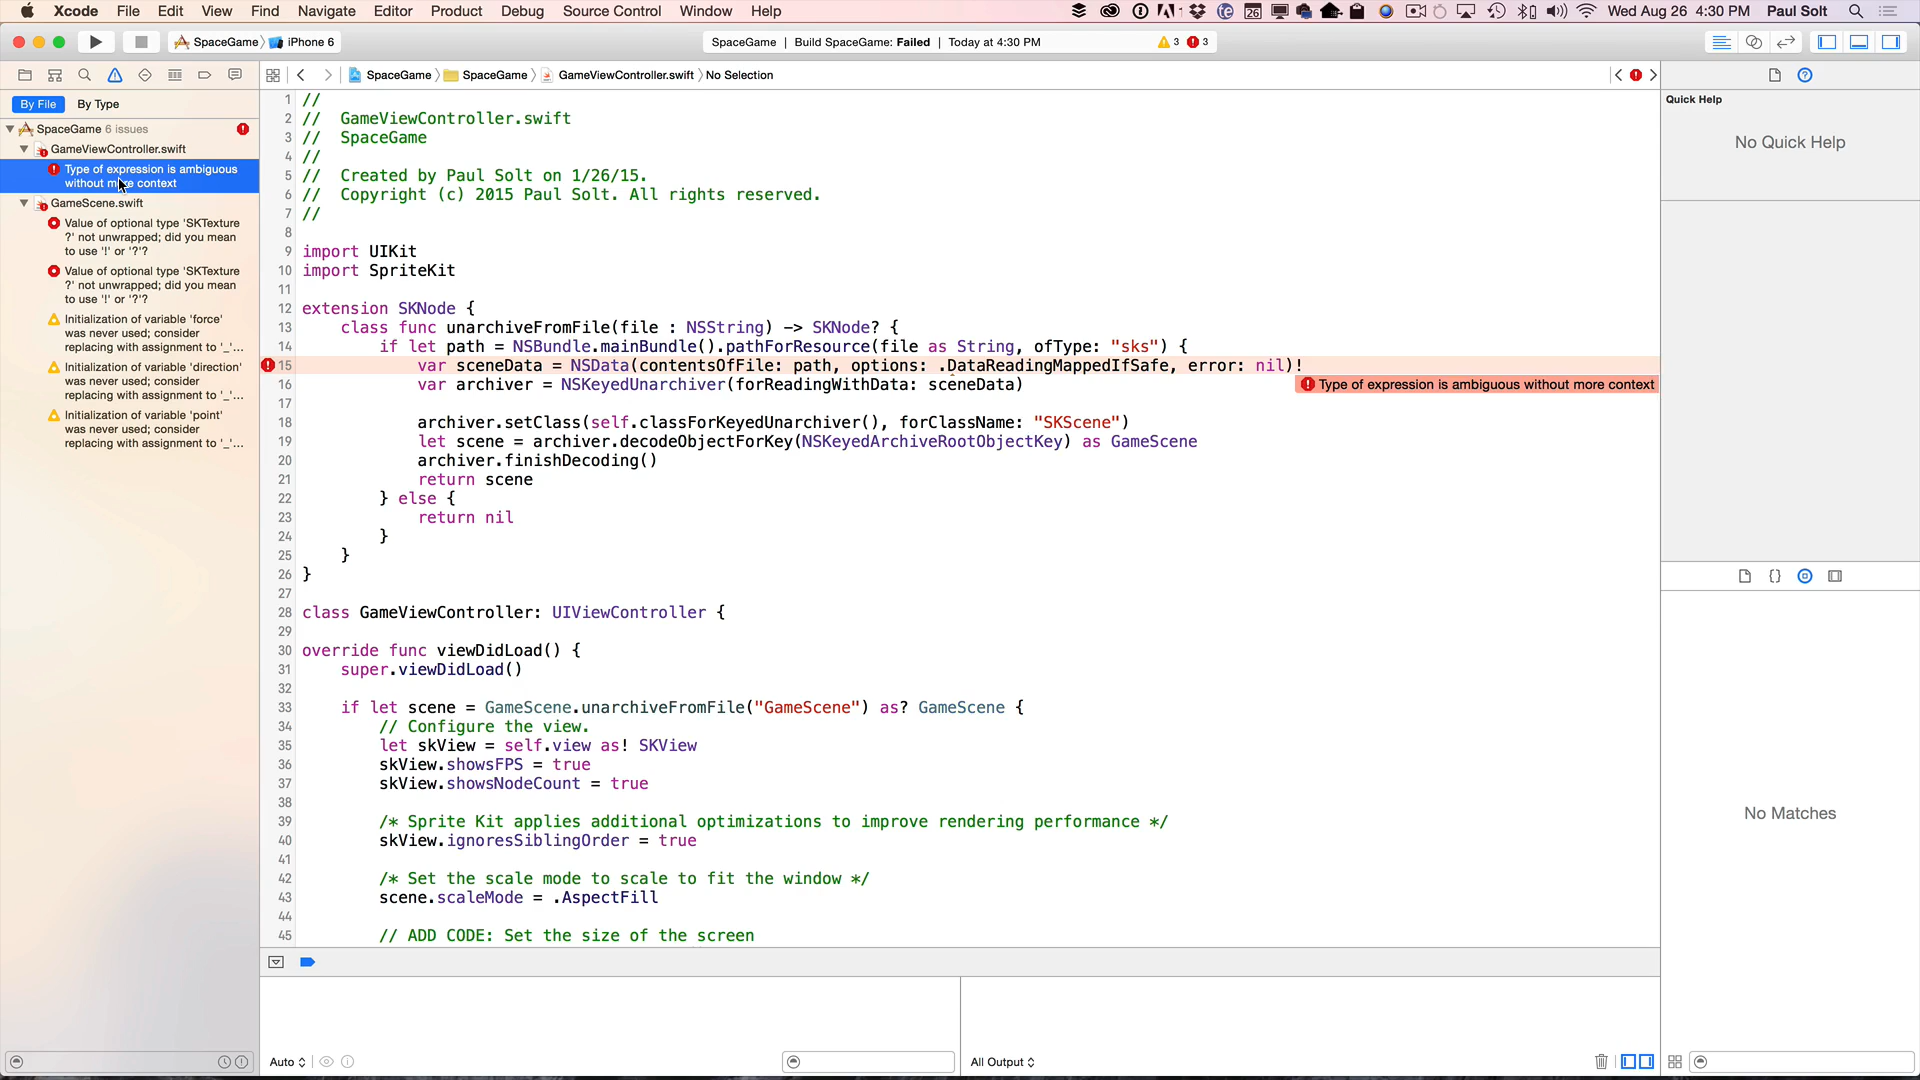 Xcode File Edit View Find Navigate Editor Product Debug Source Control Window Help 1 26 Wed Aug 26 4:30 PM Paul Solt
SpaceGame iPhone 6 SpaceGame | Build SpaceGame: Failed | Today at 4:30 PM 3 3
SpaceGame SpaceGame GameViewController.swift No Selection
By File By Type
SpaceGame 6 issues
GameViewController.swift
Type of expression is ambiguous
without more context
GameScene.swift
Value of optional type 'SKTexture
?' not unwrapped; did you mean
to use '!' or '?'?
Value of optional type 'SKTexture
?' not unwrapped; did you mean
to use '!' or '?'?
Initialization of variable 'force'
was never used; consider
replacing with assignment to '_'...
Initialization of variable 'direction'
was never used; consider
replacing with assignment to '_'...
Initialization of variable 'point'
was never used; consider
replacing with assignment to '_'...
1 //
2 // GameViewController.swift
3 // SpaceGame
4 //
5 // Created by Paul Solt on 1/26/15.
6 // Copyright (c) 2015 Paul Solt. All rights reserved.
7 //
8
9 import UIKit
10 import SpriteKit
11
12 extension SKNode {
13 class func unarchiveFromFile(file : NSString) -> SKNode? {
14 if let path = NSBundle.mainBundle().pathForResource(file as String, ofType: "sks") {
15 var sceneData = NSData(contentsOfFile: path, options: .DataReadingMappedIfSafe, error: nil)!
16 var archiver = NSKeyedUnarchiver(forReadingWithData: sceneData)
Type of expression is ambiguous without more context
17
18 archiver.setClass(self.classForKeyedUnarchiver(), forClassName: "SKScene")
19 let scene = archiver.decodeObjectForKey(NSKeyedArchiveRootObjectKey) as GameScene
20 archiver.finishDecoding()
21 return scene
22 } else {
23 return nil
24 }
25 }
26 }
27
28 class GameViewController: UIViewController {
29
30 override func viewDidLoad() {
31 super.viewDidLoad()
32
33 if let scene = GameScene.unarchiveFromFile("GameScene") as? GameScene {
34 // Configure the view.
35 let skView = self.view as! SKView
36 skView.showsFPS = true
37 skView.showsNodeCount = true
38
39 /* Sprite Kit applies additional optimizations to improve rendering performance */
40 skView.ignoresSiblingOrder = true
41
42 /* Set the scale mode to scale to fit the window */
43 scene.scaleMode = .AspectFill
44
45 // ADD CODE: Set the size of the screen
Quick Help
No Quick Help
No Matches
Auto
All Output